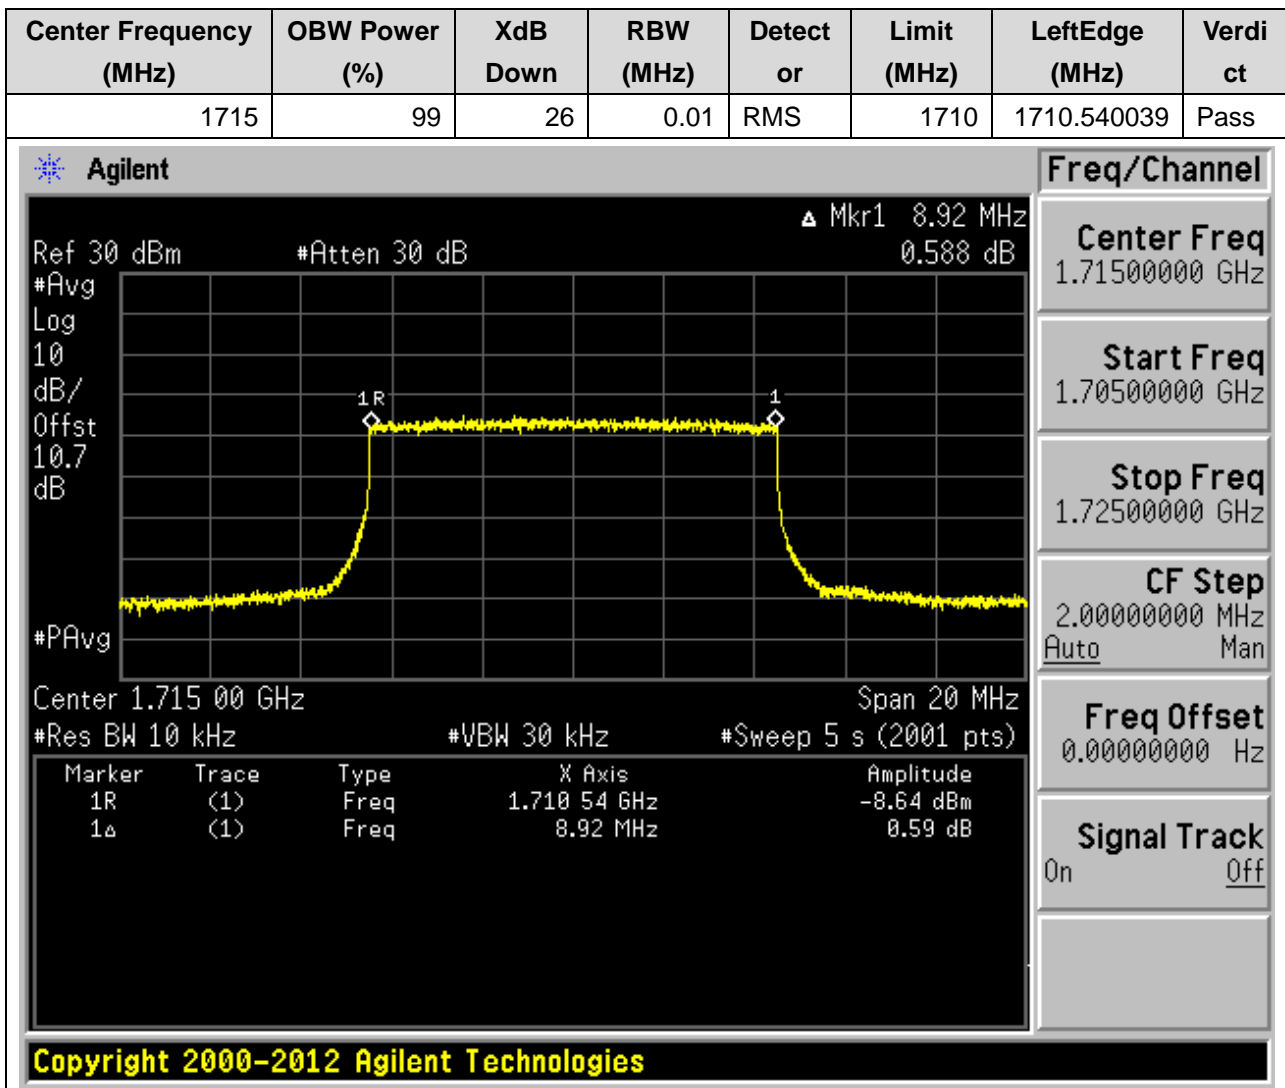 Center Frequency (MHz) OBW Power (%) XdB Down RBW (MHz) Detect or Limit (MHz) LeftEdge (MHz) Verdi ct
1715 99 26 0.01 RMS 1710 1710.540039 Pass
Agilent
Freq/Channel
Δ Mkr1 8.92 MHz
Ref 30 dBm #Atten 30 dB 0.588 dB
#Avg
Log
10
dB/
Offst
10.7
dB
#PAvg
1R
1
Center 1.715 00 GHz Span 20 MHz
#Res BW 10 kHz #VBW 30 kHz #Sweep 5 s (2001 pts)
Marker Trace Type X Axis Amplitude
1R (1) Freq 1.710 54 GHz -8.64 dBm
1Δ (1) Freq 8.92 MHz 0.59 dB
Center Freq
1.71500000 GHz
Start Freq
1.70500000 GHz
Stop Freq
1.72500000 GHz
CF Step
2.00000000 MHz
Auto Man
Freq Offset
0.00000000 Hz
Signal Track
On Off
Copyright 2000-2012 Agilent Technologies